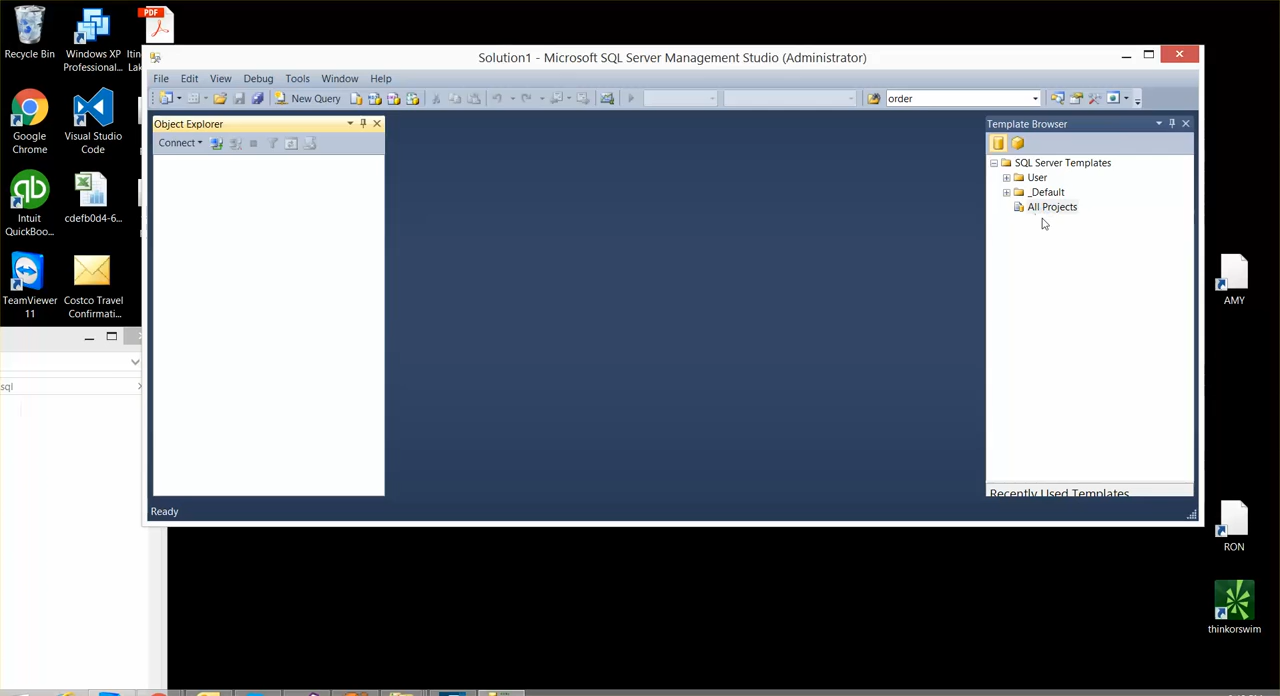 PDF
Recycle Bin
Windows XP
Professional...
Google
Chrome
Visual Studio
Code
Intuit
QuickBoo...
cdefb0d4-6...
TeamViewer
11
Costco Travel
Confirmati...
sql
Solution1 - Microsoft SQL Server Management Studio (Administrator)
File Edit View Debug Tools Window Help
New Query
order
Object Explorer
Connect
Template Browser
SQL Server Templates
User
_Default
All Projects
Recently Used Templates
Ready
AMY
RON
thinkorswim